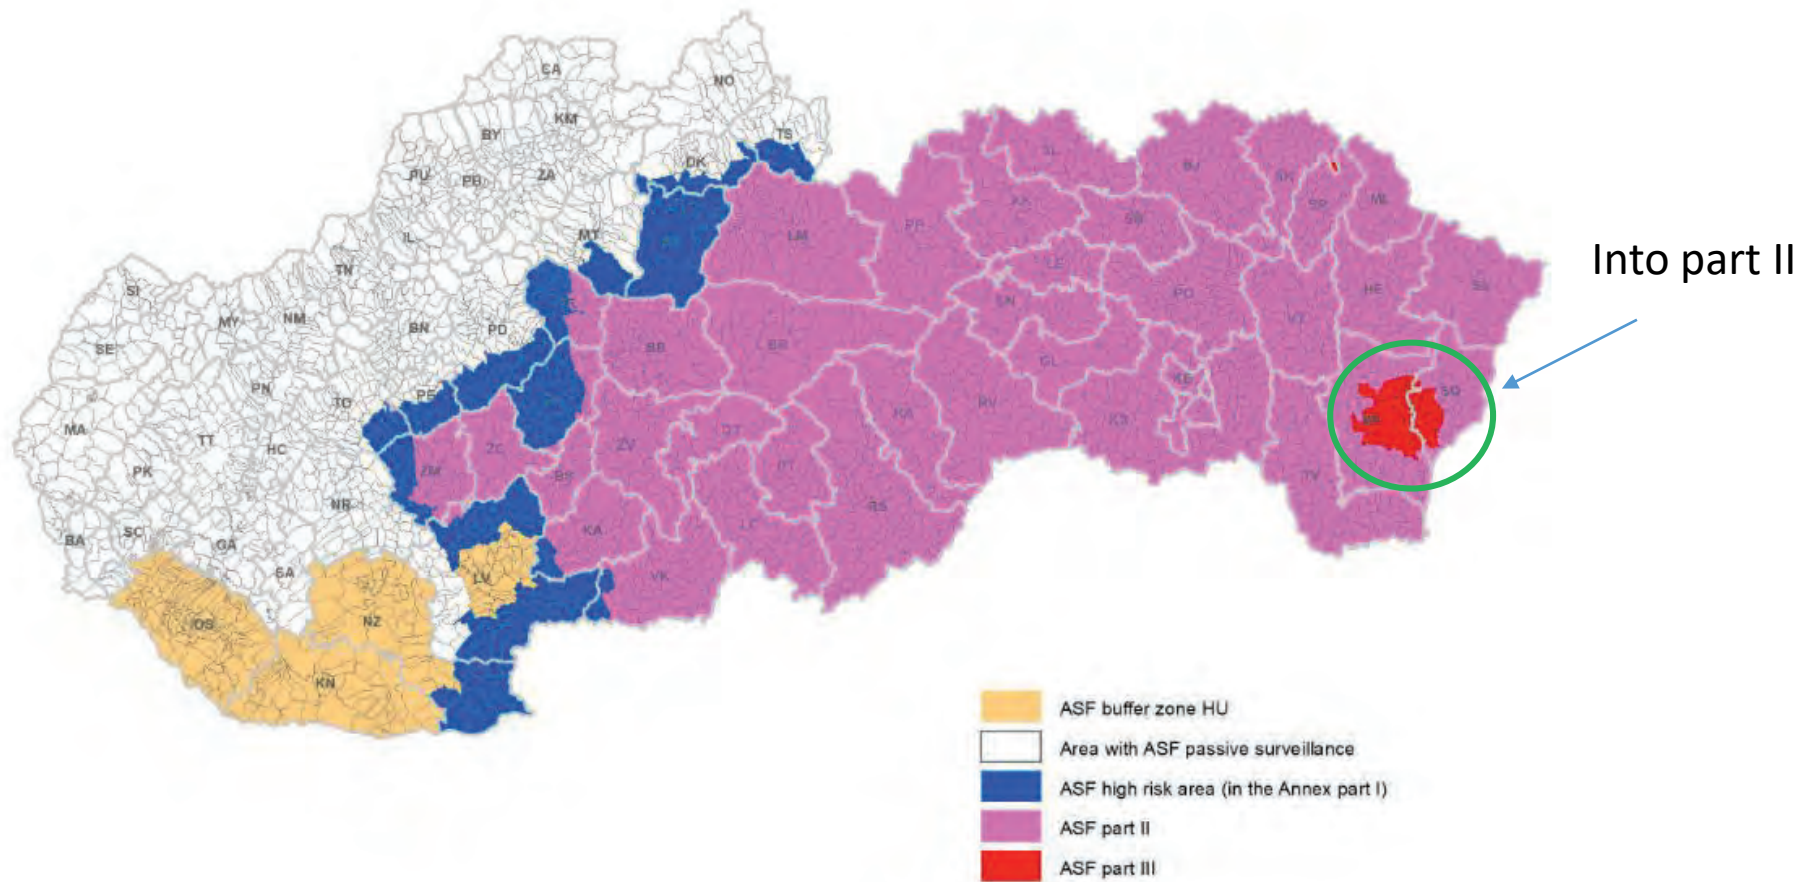 CA
NO
KM
BY
TS
DK
PU
PB
ZA
SL
BJ
SK
ML
KK
SB
SP
IL
MT
LM
PP
TN
LE
SI
PO
HE
SV
MY
NM
BN
PD
SN
VT
SE
BB
BR
GL
KE
SO
PN
PE
TO
RA
RV
KS
MA
TT
HC
ZC
ZV
DT
PK
ZM
BS
PT
TV
NR
RS
BA
SC
GA
KA
LC
SA
LV
VK
DS
NZ
KN
Into part II
ASF buffer zone HU
Area with ASF passive surveillance
ASF high risk area (in the Annex part I)
ASF part II
ASF part III